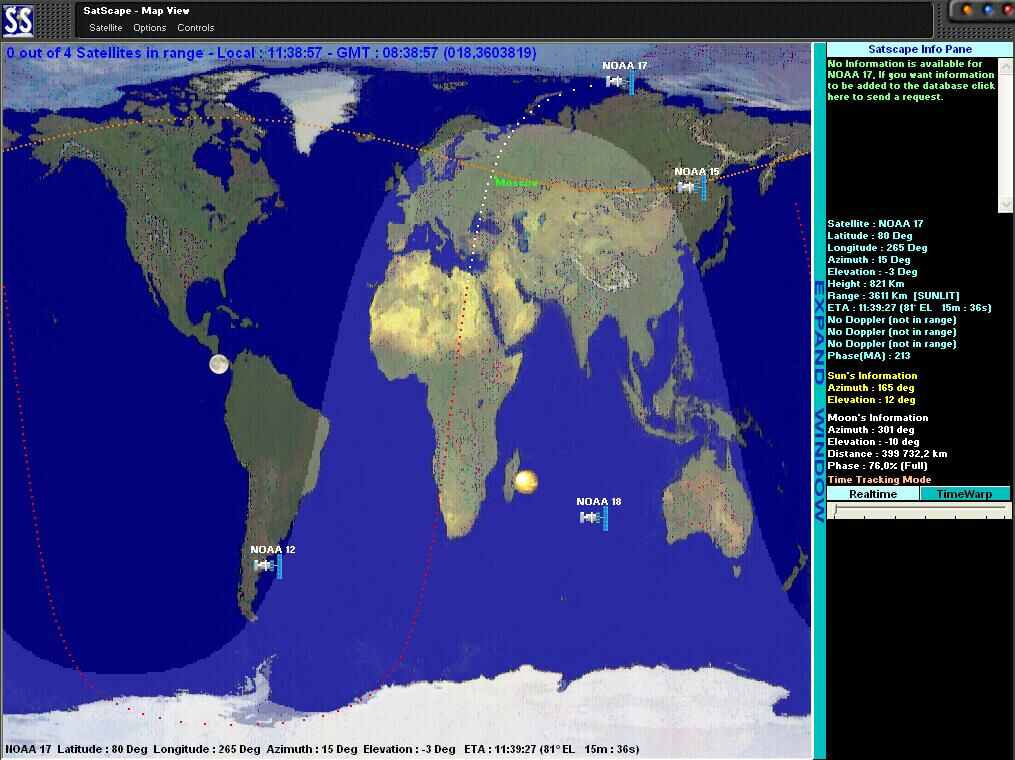 S&S
SatScape - Map View
Satellite Options Controls
0 out of 4 Satellites in range - Local : 11:38:57 - GMT : 08:38:57 (018.3603819)
NOAA 17
NOAA 15
Moscow
NOAA 18
NOAA 12
NOAA 17 Latitude : 80 Deg Longitude : 265 Deg Azimuth : 15 Deg Elevation : -3 Deg ETA : 11:39:27 (81° EL 15m : 36s)
EXPAND WINDOW
Satscape Info Pane
No Information is available for
NOAA 17, If you want information
to be added to the database click
here to send a request.
Satellite : NOAA 17
Latitude : 80 Deg
Longitude : 265 Deg
Azimuth : 15 Deg
Elevation : -3 Deg
Height : 821 Km
Range : 3611 Km [SUNLIT]
ETA : 11:39:27 (81° EL 15m : 36s)
No Doppler (not in range)
No Doppler (not in range)
No Doppler (not in range)
Phase(MA) : 213
Sun's Information
Azimuth : 165 deg
Elevation : 12 deg
Moon's Information
Azimuth : 301 deg
Elevation : -10 deg
Distance : 399 732,2 km
Phase : 76,0% (Full)
Time Tracking Mode
Realtime TimeWarp